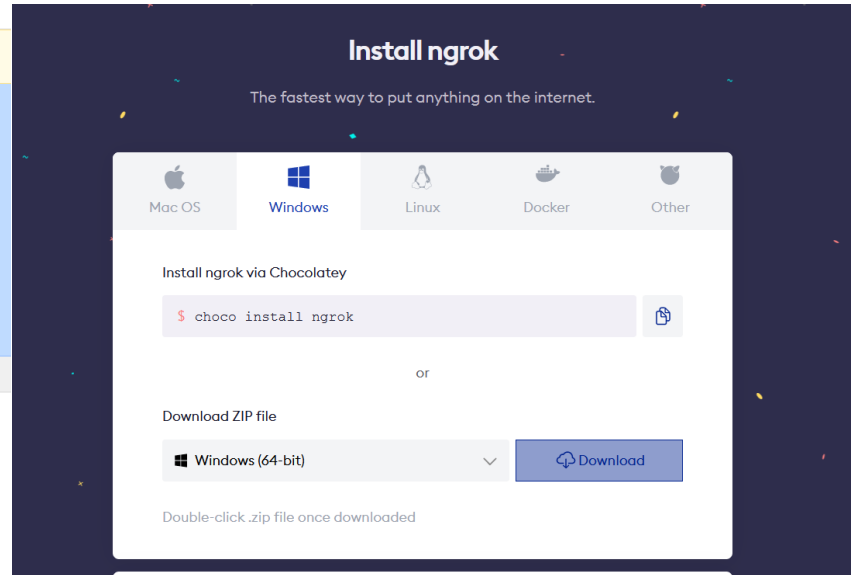 Install ngrok
The fastest way to put anything on the internet.
Mac OS
Windows
Linux
Docker
Other
Install ngrok via Chocolatey
$ choco install ngrok
or
Download ZIP file
Windows (64-bit)
Download
Double-click .zip file once downloaded